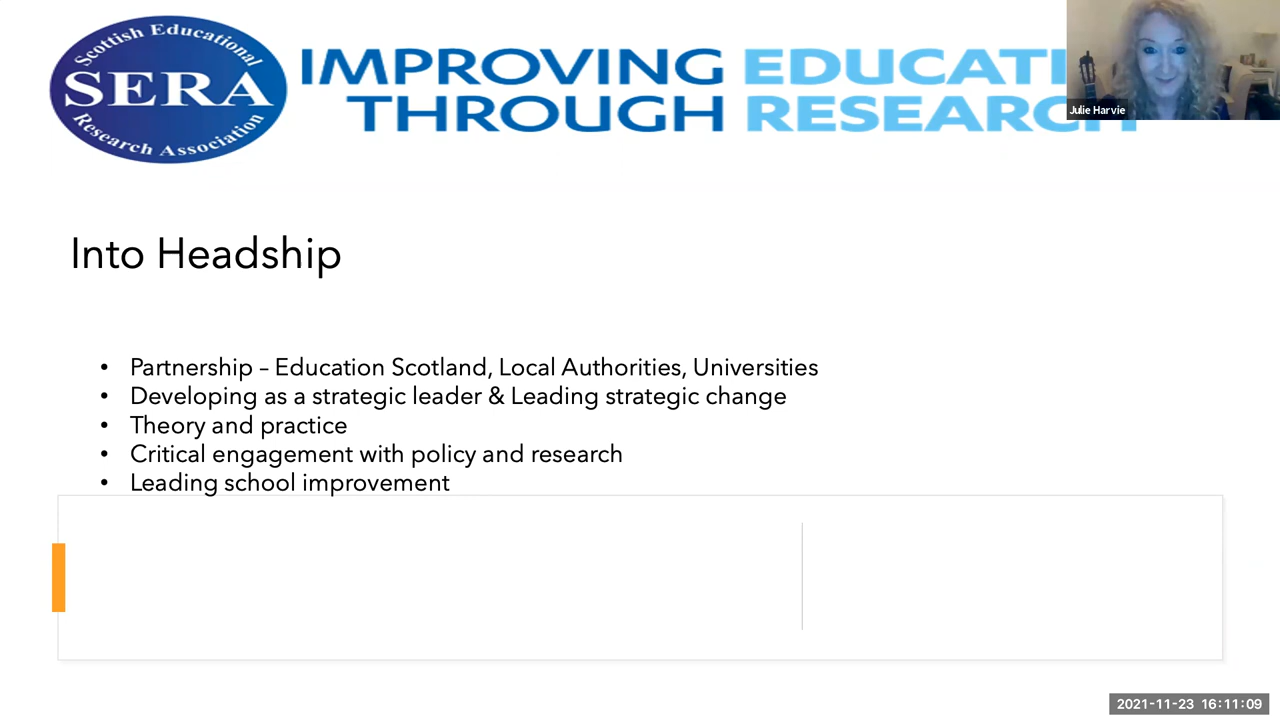 Scottish Educational
SERA
Research Association
IMPROVING EDUCATI
THROUGH RESEARCH
Julie Harvie
Into Headship
• Partnership – Education Scotland, Local Authorities, Universities
• Developing as a strategic leader & Leading strategic change
• Theory and practice
• Critical engagement with policy and research
• Leading school improvement
2021-11-23 16:11:09